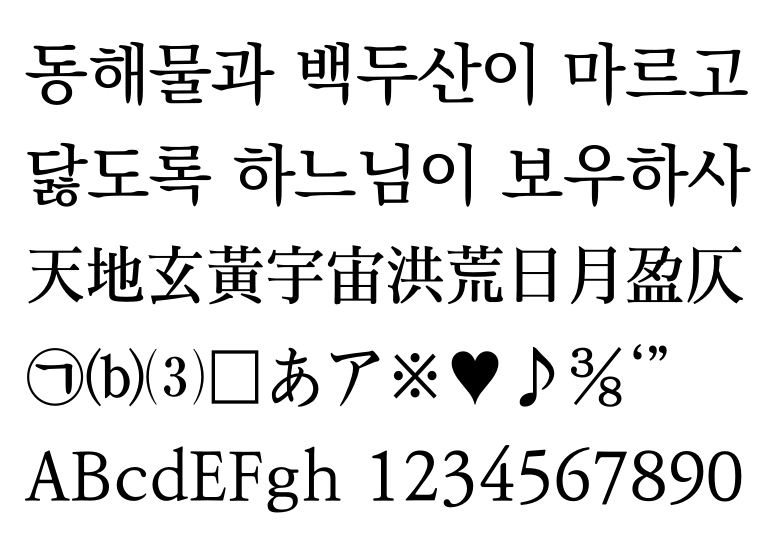 동해물과 백두산이 마르고
닳도록 하느님이 보우하사
天地玄黃宇宙洪荒日月盈仄
㉠⒝⑶□あア※♥♪⅜‘”
ABcdEFgh 1234567890